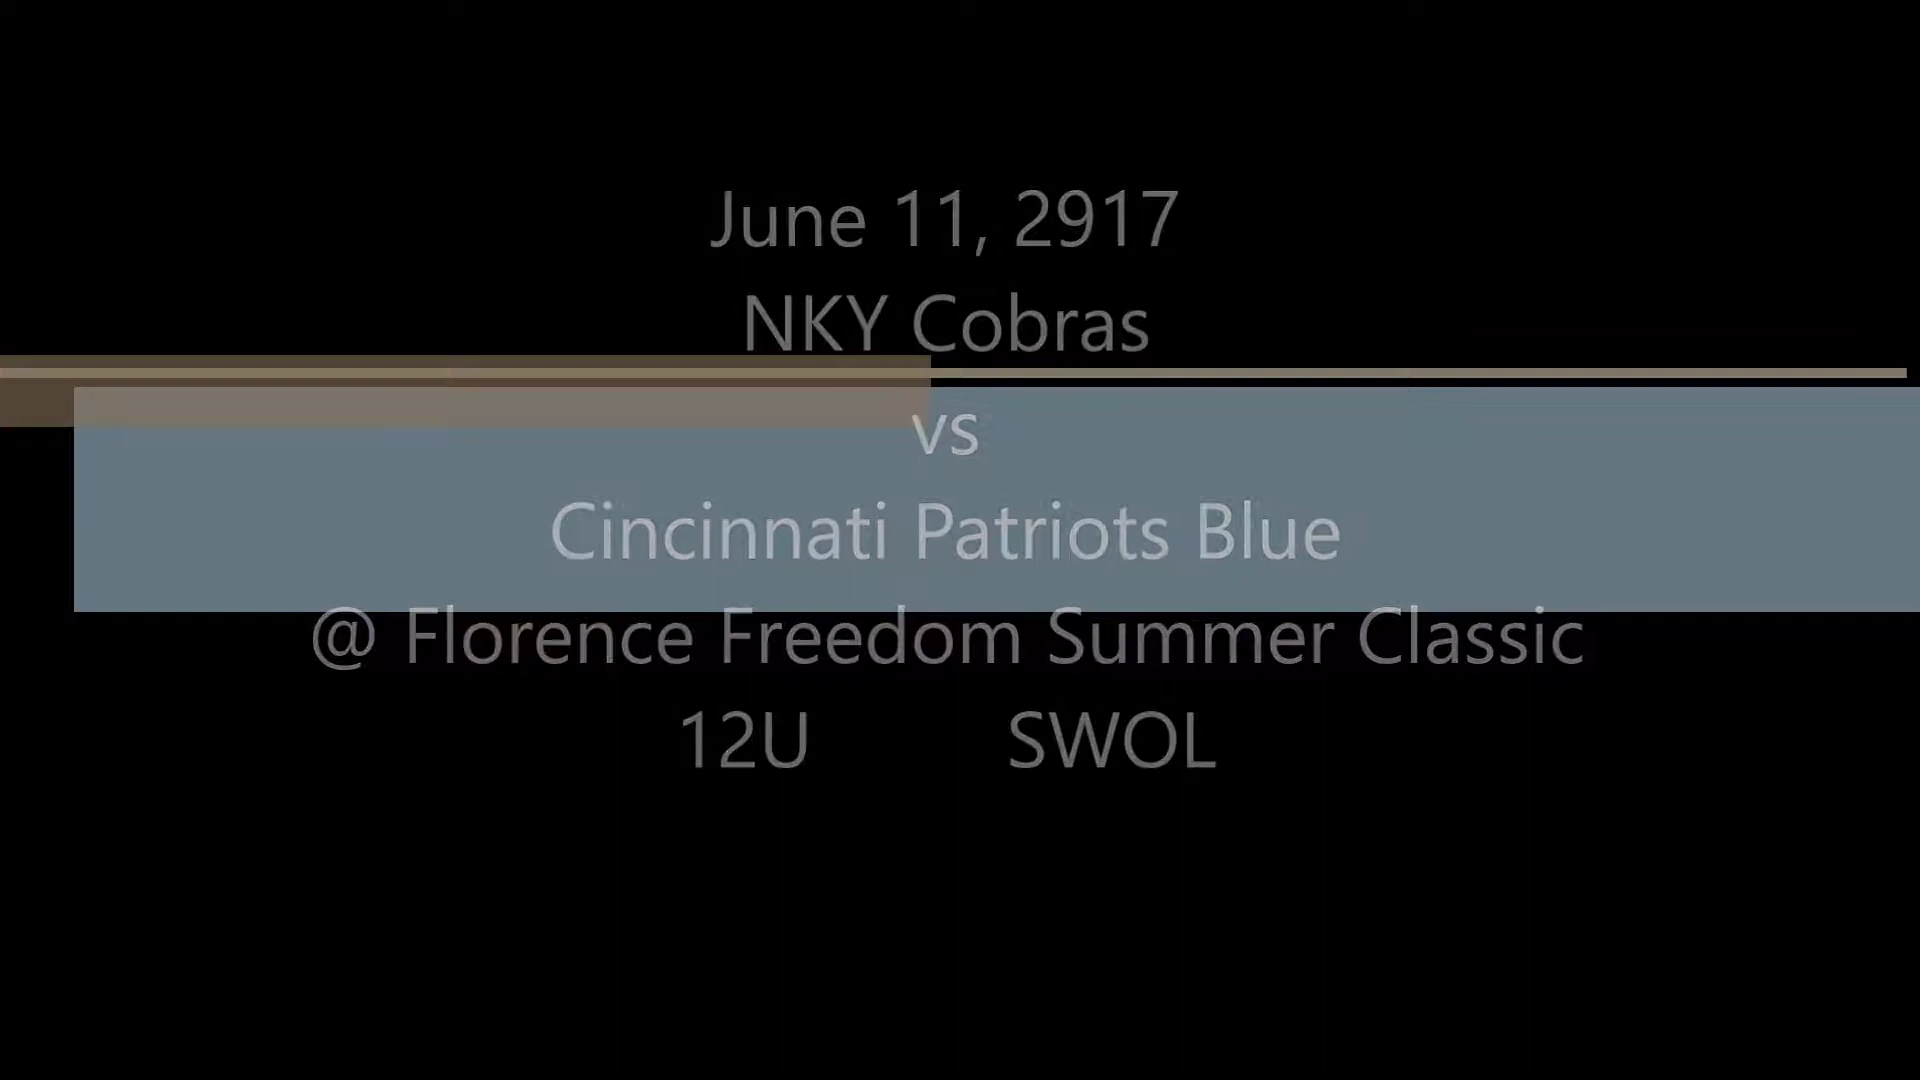 June 11, 2917
NKY Cobras
vs
Cincinnati Patriots Blue
@ Florence Freedom Summer Classic
12U SWOL